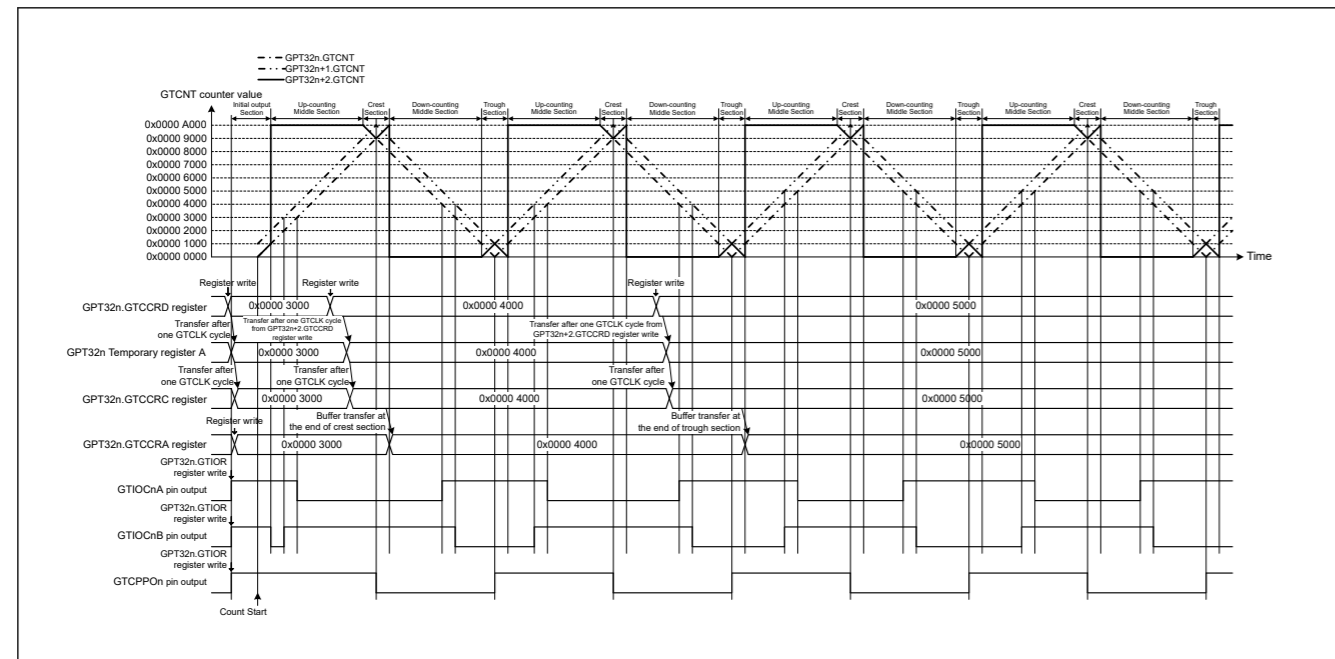 GPT32n.GTCNT
GPT32n+1.GTCNT
GPT32n+2.GTCNT
GTCNT counter value
Initial output Section
Up-counting Middle Section
Crest Section
Down-counting Middle Section
Trough Section
Up-counting Middle Section
Crest Section
Down-counting Middle Section
Trough Section
Up-counting Middle Section
Crest Section
Down-counting Middle Section
Trough Section
Up-counting Middle Section
Crest Section
Down-counting Middle Section
Trough Section
0x0000 A000
0x0000 9000
0x0000 8000
0x0000 7000
0x0000 6000
0x0000 5000
0x0000 4000
0x0000 3000
0x0000 2000
0x0000 1000
0x0000 0000
Time
Register write
Register write
Register write
GPT32n.GTCCRD register
0x0000 3000
0x0000 4000
0x0000 5000
Transfer after
one GTCLK cycle
Transfer after one GTCLK cycle
from GPT32n+2.GTCCRD
register write
Transfer after one GTCLK cycle from
GPT32n+2.GTCCRD register write
GPT32n Temporary register A
0x0000 3000
0x0000 4000
0x0000 5000
Transfer after
one GTCLK cycle
Transfer after
one GTCLK cycle
Transfer after
one GTCLK cycle
GPT32n.GTCCRC register
0x0000 3000
0x0000 4000
0x0000 5000
Register write
Buffer transfer at
the end of crest section
Buffer transfer at
the end of trough section
GPT32n.GTCCRA register
0x0000 3000
0x0000 4000
0x0000 5000
GPT32n.GTIOR
register write
GTIOCnA pin output
GPT32n.GTIOR
register write
GTIOCnB pin output
GPT32n.GTIOR
register write
GTCPPOn pin output
Count Start